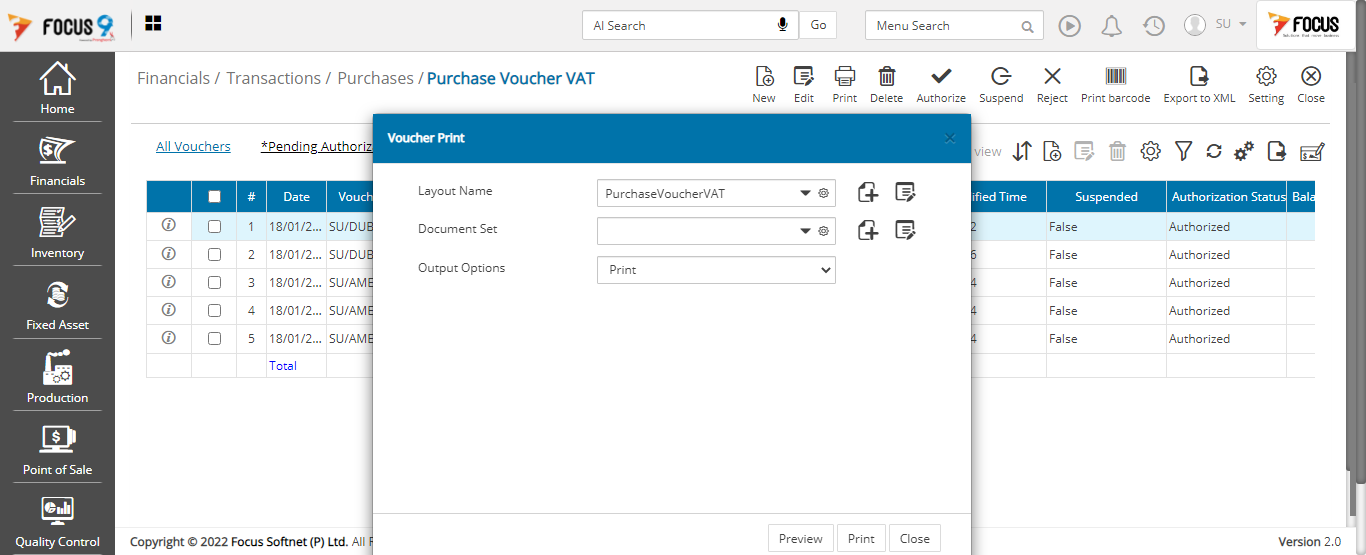 FOCUS 9
AI Search
Go
Menu Search
SU
FOCUS
Home
Financials
Inventory
Fixed Asset
Production
Point of Sale
Quality Control
Financials / Transactions / Purchases / Purchase Voucher VAT
New
Edit
Print
Delete
Authorize
Suspend
Reject
Print barcode
Export to XML
Setting
Close
All Vouchers
*Pending Authoriz
view
# Date Vouch ified Time Suspended Authorization Status Bala
1 18/01/2... SU/DUB 2 False Authorized
2 18/01/2... SU/DUB 6 False Authorized
3 18/01/2... SU/AMB 4 False Authorized
4 18/01/2... SU/AMB 4 False Authorized
5 18/01/2... SU/AMB 4 False Authorized
Total
Voucher Print
Layout Name PurchaseVoucherVAT
Document Set
Output Options Print
Preview
Print
Close
Copyright © 2022 Focus Softnet (P) Ltd. All R
Version 2.0